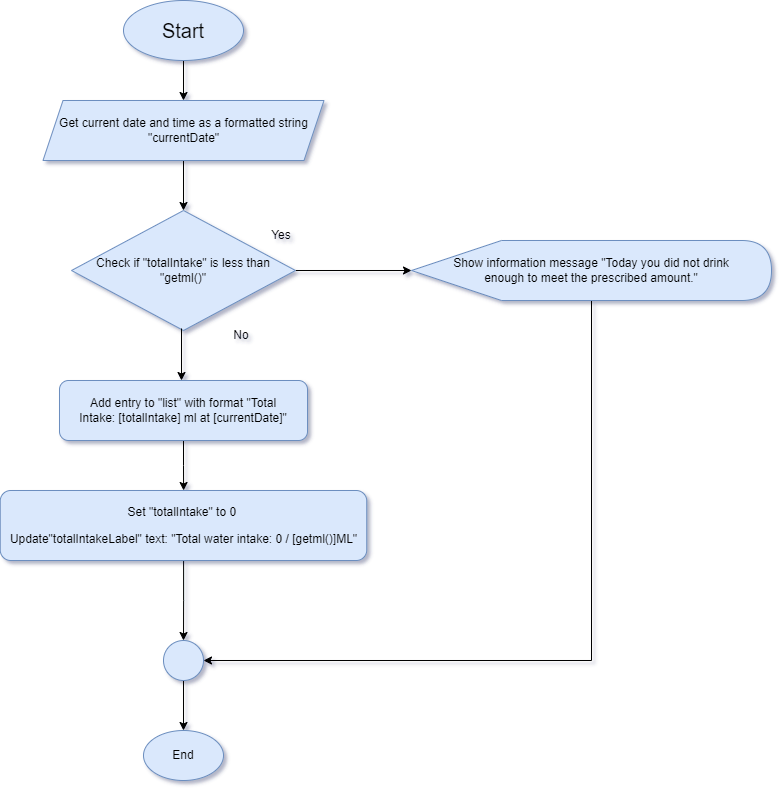 Start
Get current date and time as a formatted string
"currentDate"
Yes
Check if "totalIntake" is less than
"getml()"
Show information message "Today you did not drink
enough to meet the prescribed amount."
No
Add entry to "list" with format "Total
Intake: [totalIntake] ml at [currentDate]"
Set "totalIntake" to 0
Update"totalIntakeLabel" text: "Total water intake: 0 / [getml()]ML"
End